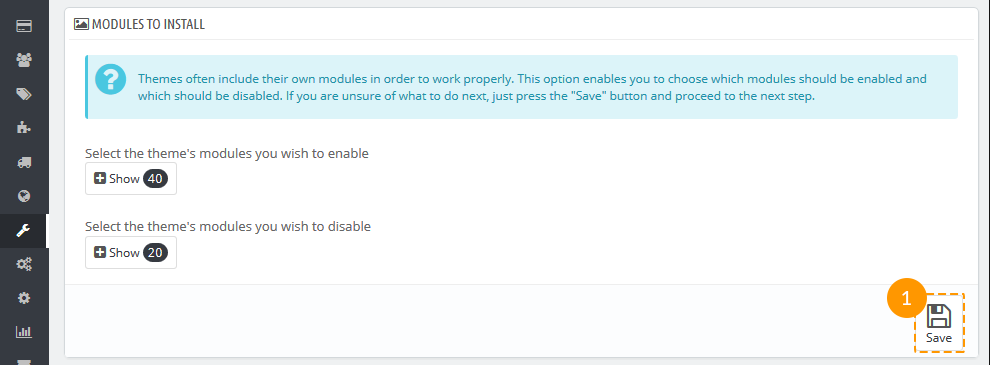 MODULES TO INSTALL
Themes often include their own modules in order to work properly. This option enables you to choose which modules should be enabled and
which should be disabled. If you are unsure of what to do next, just press the "Save" button and proceed to the next step.
Select the theme's modules you wish to enable
Show 40
Select the theme's modules you wish to disable
Show 20
1
Save